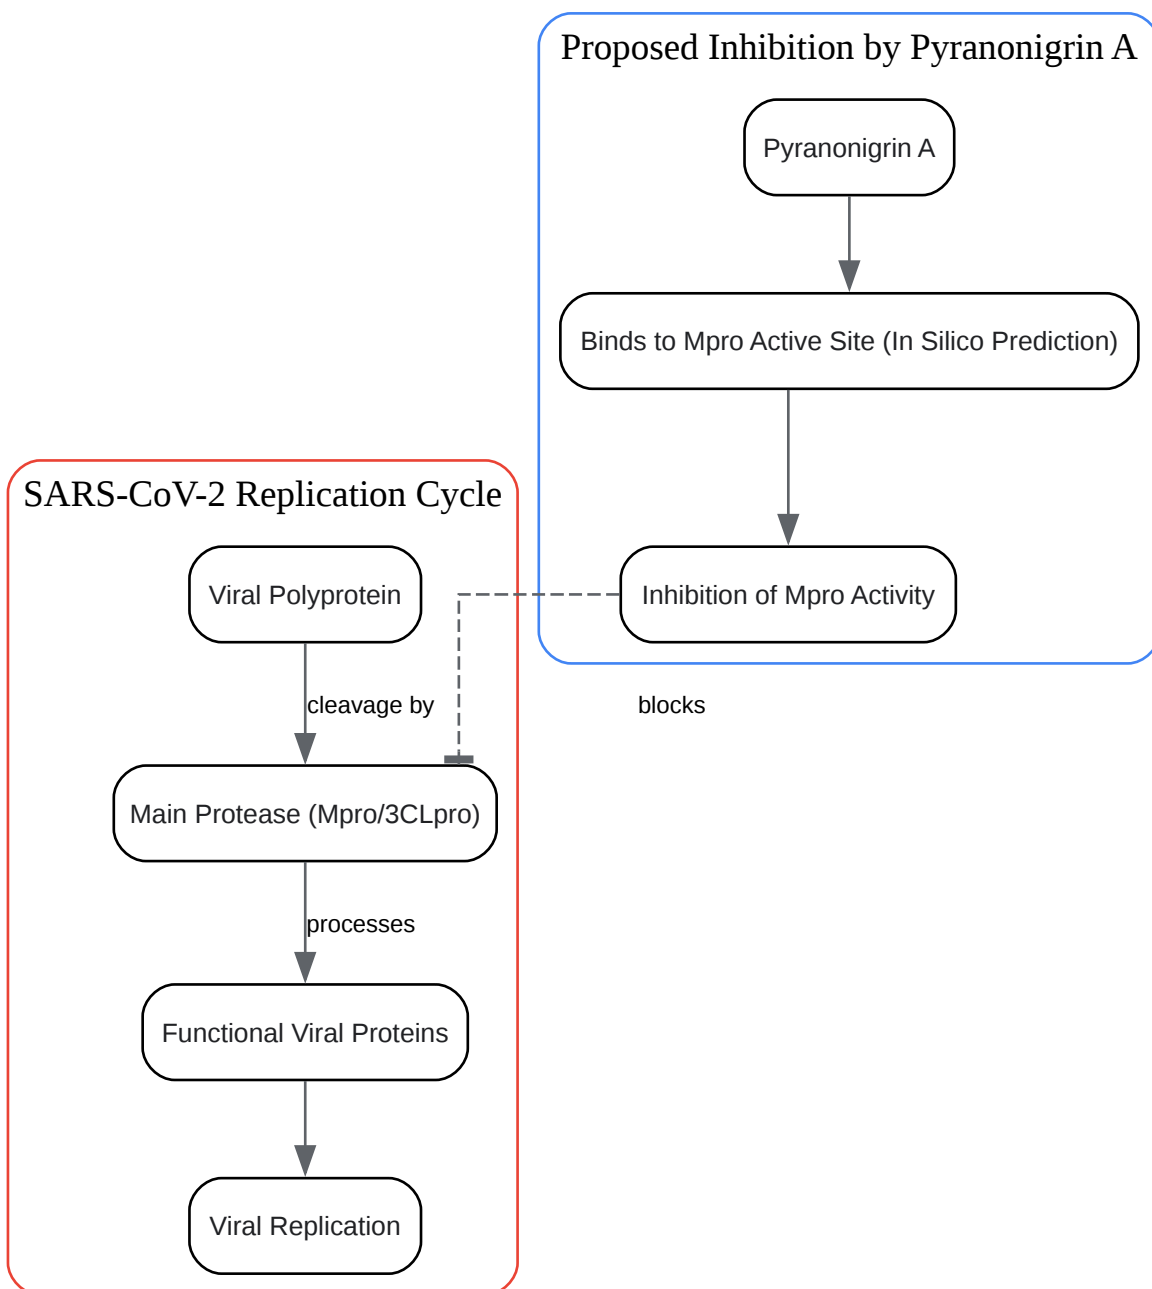 Proposed Inhibition by Pyranonigrin A
Pyranonigrin A
Binds to Mpro Active Site (In Silico Prediction)
Inhibition of Mpro Activity
blocks
SARS-CoV-2 Replication Cycle
Viral Polyprotein
cleavage by
Main Protease (Mpro/3CLpro)
processes
Functional Viral Proteins
Viral Replication